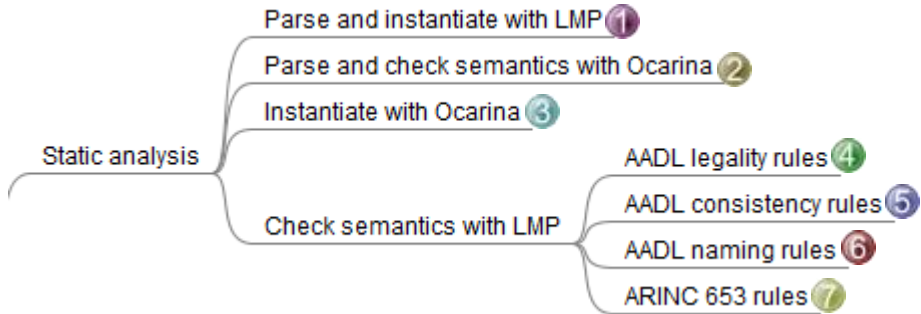 Parse and instantiate with LMP 1
Parse and check semantics with Ocarina 2
Instantiate with Ocarina 3
Static analysis
AADL legality rules 4
AADL consistency rules 5
Check semantics with LMP
AADL naming rules 6
ARINC 653 rules 7